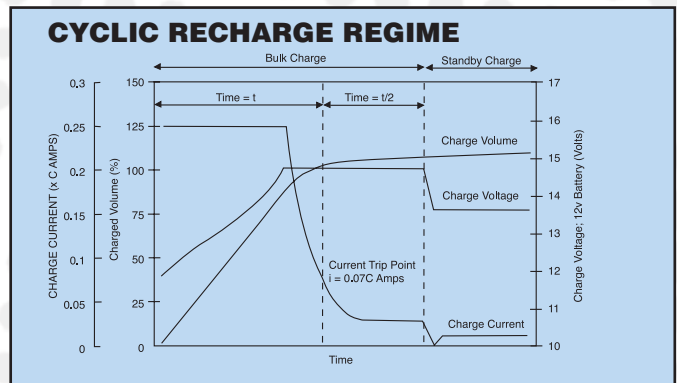 CYCLIC RECHARGE REGIME
Bulk Charge
Standby Charge
0.3
150
17
Time = t
Time = t/2
0.25
125
16
Charge Volume
0.2
100
15
Charge Voltage
14
0.15
75
13
CHARGE CURRENT (x C AMPS)
Charged Volume (%)
Charge Voltage; 12v Battery (Volts)
0.1
50
Current Trip Point
i = 0.07C Amps
12
0.05
25
11
Charge Current
0
0
10
Time